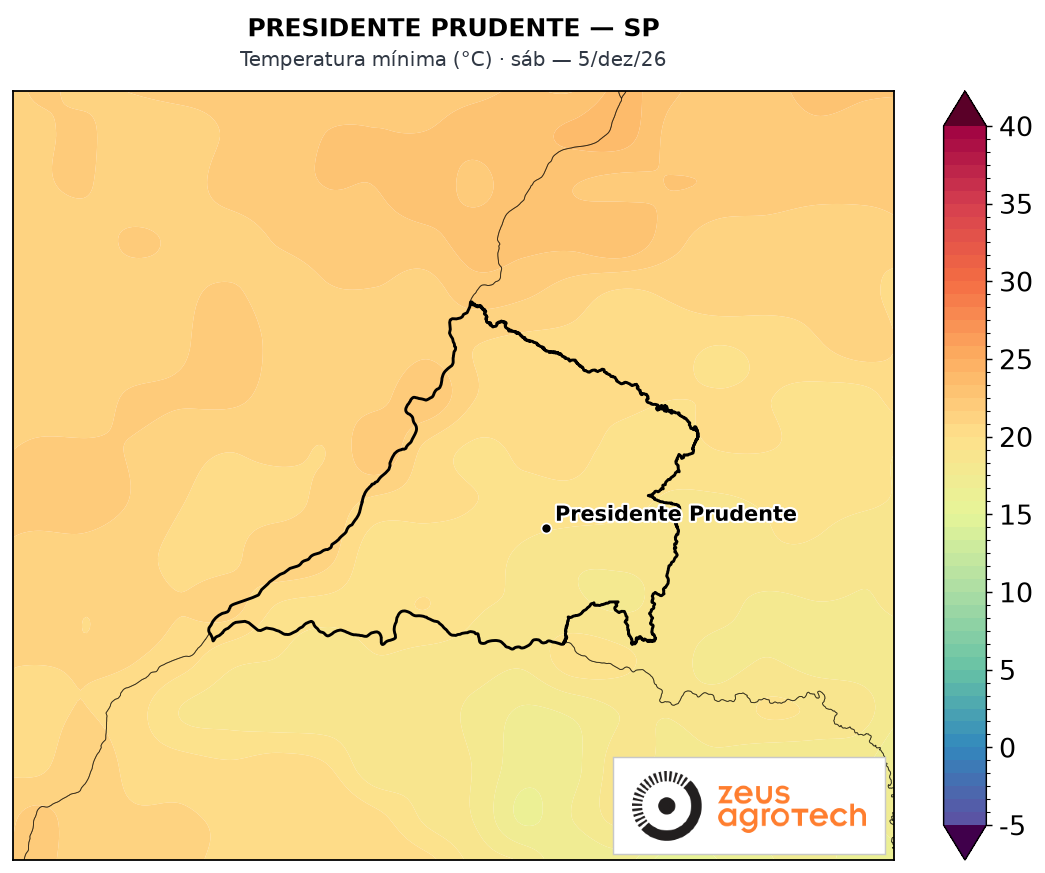 PRESIDENTE PRUDENTE — SP
Temperatura mínima (°C) · sáb — 5/dez/26
40
35
30
25
20
15
10
5
0
-5
Presidente Prudente
zeus
agrotech